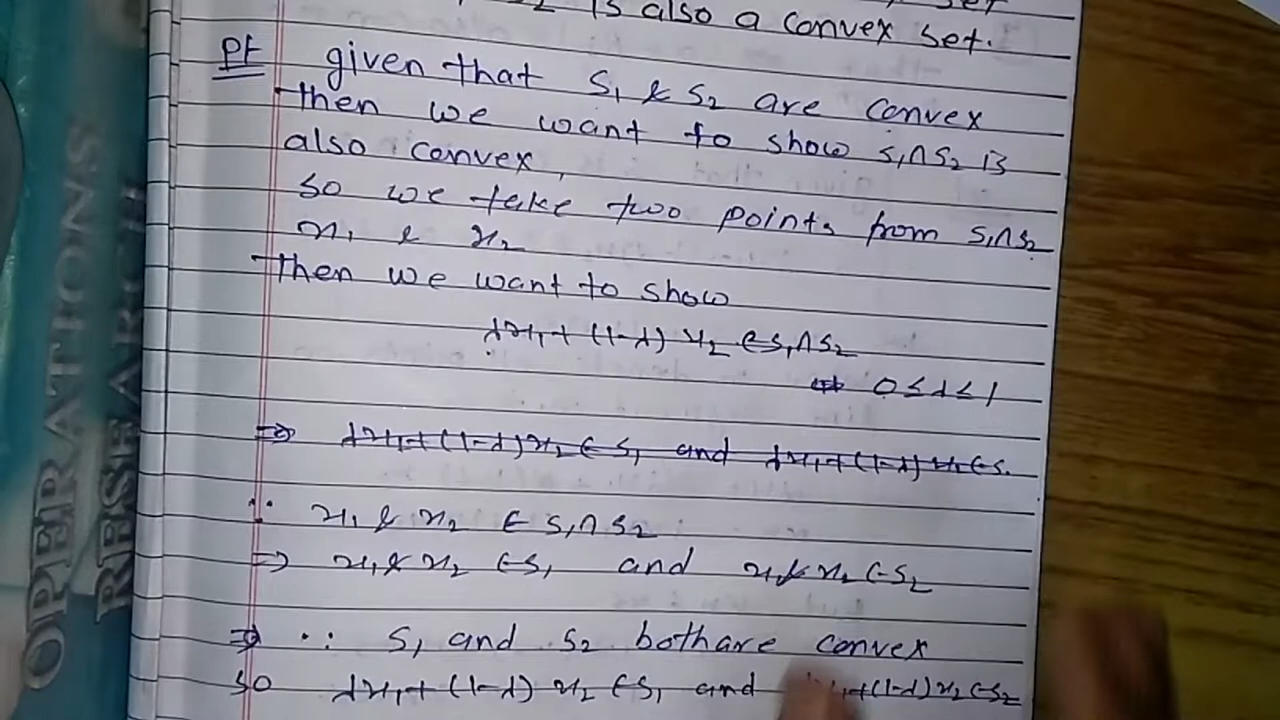 S2 is also a convex set.
Pf given that S1 & S2 are convex
then we want to show S1∩S2 is
also convex,
so we take two points from S1∩S2
x1 & x2
then we want to show
λx1+(1-λ)x2 ∈S1∩S2
0≤λ≤1
⇒ λx1+(1-λ)x2 ∈ S1 and λx1+(1-λ)x2∈S.
∵ x1 & x2 ∈ S1∩S2
⇒ x1& x2 ∈S1 and x1& x2 ∈S2
⇒ ∵ S1 and S2 bothare convex
so λx1+(1-λ) x2 ∈S1 and λx1+(1-λ)x2∈S2
OPERATIONS
RESEARCH